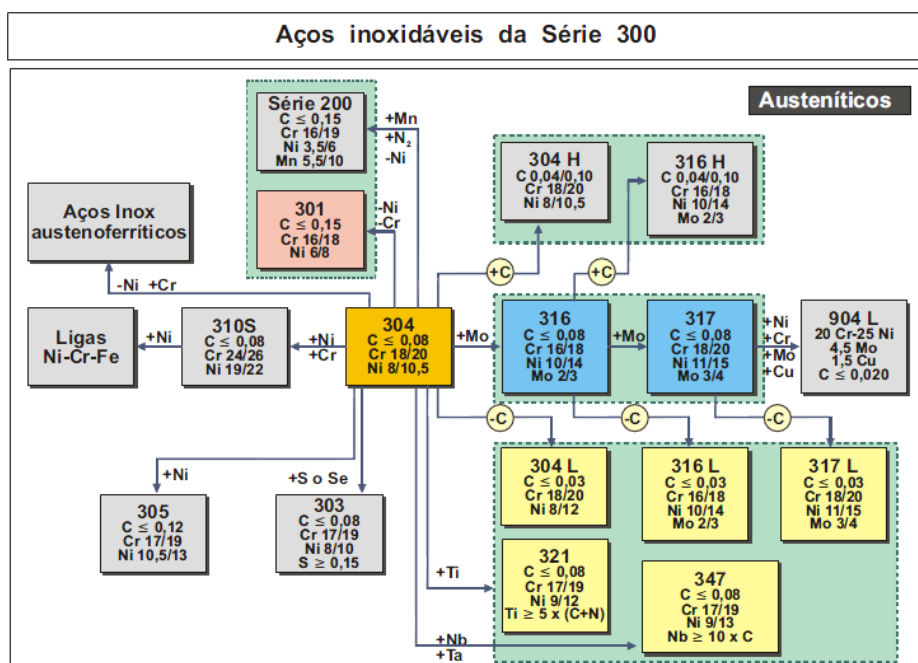 Aços inoxidáveis da Série 300
Austeníticos
Série 200
C ≤ 0,15
Cr 16/19
Ni 3,5/6
Mn 5,5/10
+Mn
+N₂
-Ni
301
C ≤ 0,15
Cr 16/18
Ni 6/8
-Ni
-Cr
304 H
C 0,04/0,10
Cr 18/20
Ni 8/10,5
316 H
C 0,04/0,10
Cr 16/18
Ni 10/14
Mo 2/3
Aços Inox
austenoferríticos
-Ni +Cr
+C
+C
Ligas
Ni-Cr-Fe
+Ni
310S
C ≤ 0,08
Cr 24/26
Ni 19/22
+Ni
+Cr
304
C ≤ 0,08
Cr 18/20
Ni 8/10,5
+Mo
316
C ≤ 0,08
Cr 16/18
Ni 10/14
Mo 2/3
+Mo
317
C ≤ 0,08
Cr 18/20
Ni 11/15
Mo 3/4
+Ni
+Cr
+Mo
+Cu
904 L
20 Cr-25 Ni
4,5 Mo
1,5 Cu
C ≤ 0,020
-C
-C
-C
+Ni
+S o Se
305
C ≤ 0,12
Cr 17/19
Ni 10,5/13
303
C ≤ 0,08
Cr 17/19
Ni 8/10
S ≥ 0,15
304 L
C ≤ 0,03
Cr 18/20
Ni 8/12
316 L
C ≤ 0,03
Cr 16/18
Ni 10/14
Mo 2/3
317 L
C ≤ 0,03
Cr 18/20
Ni 11/15
Mo 3/4
+Ti
321
C ≤ 0,08
Cr 17/19
Ni 9/12
Ti ≥ 5 x (C+N)
347
C ≤ 0,08
Cr 17/19
Ni 9/13
Nb ≥ 10 x C
+Nb
+Ta